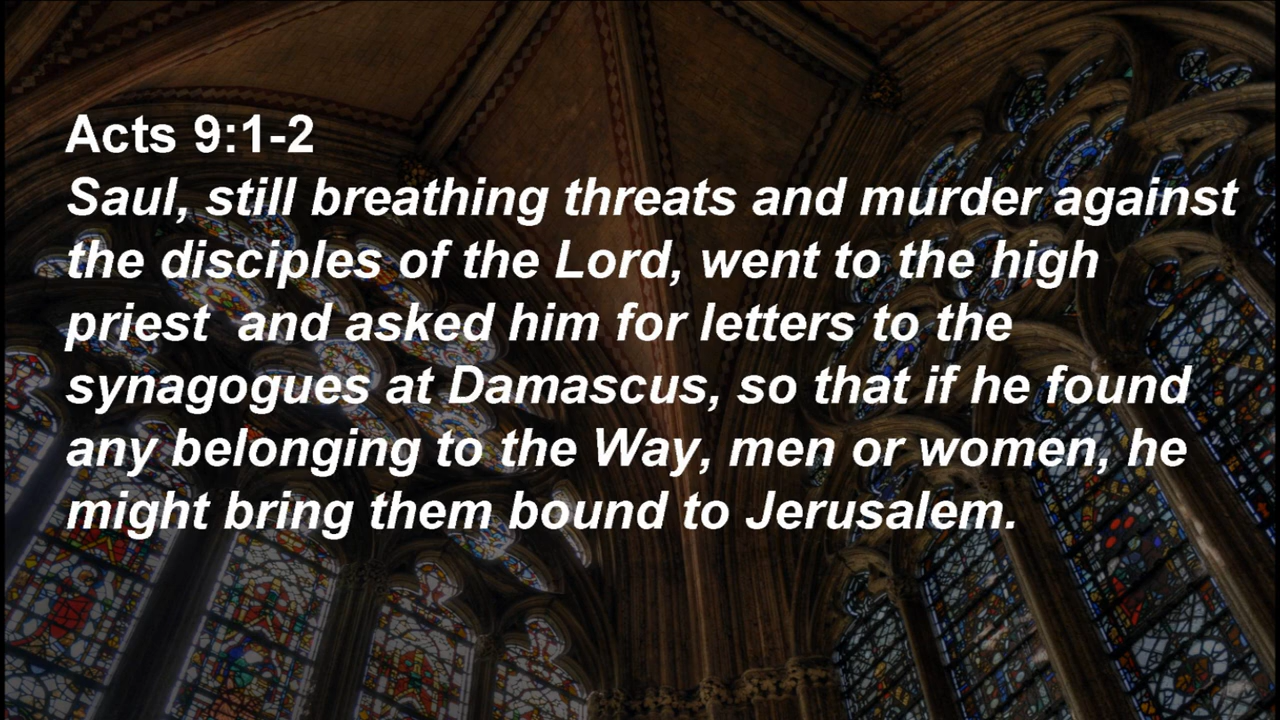 Acts 9:1-2
Saul, still breathing threats and murder against
the disciples of the Lord, went to the high
priest  and asked him for letters to the
synagogues at Damascus, so that if he found
any belonging to the Way, men or women, he
might bring them bound to Jerusalem.